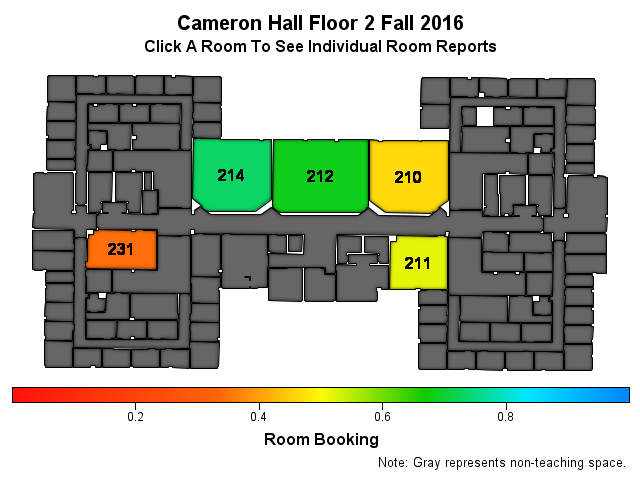 Cameron Hall Floor 2 Fall 2016
Click A Room To See Individual Room Reports
214
212
210
231
211
0.2
0.4
0.6
0.8
Room Booking
Note: Gray represents non-teaching space.